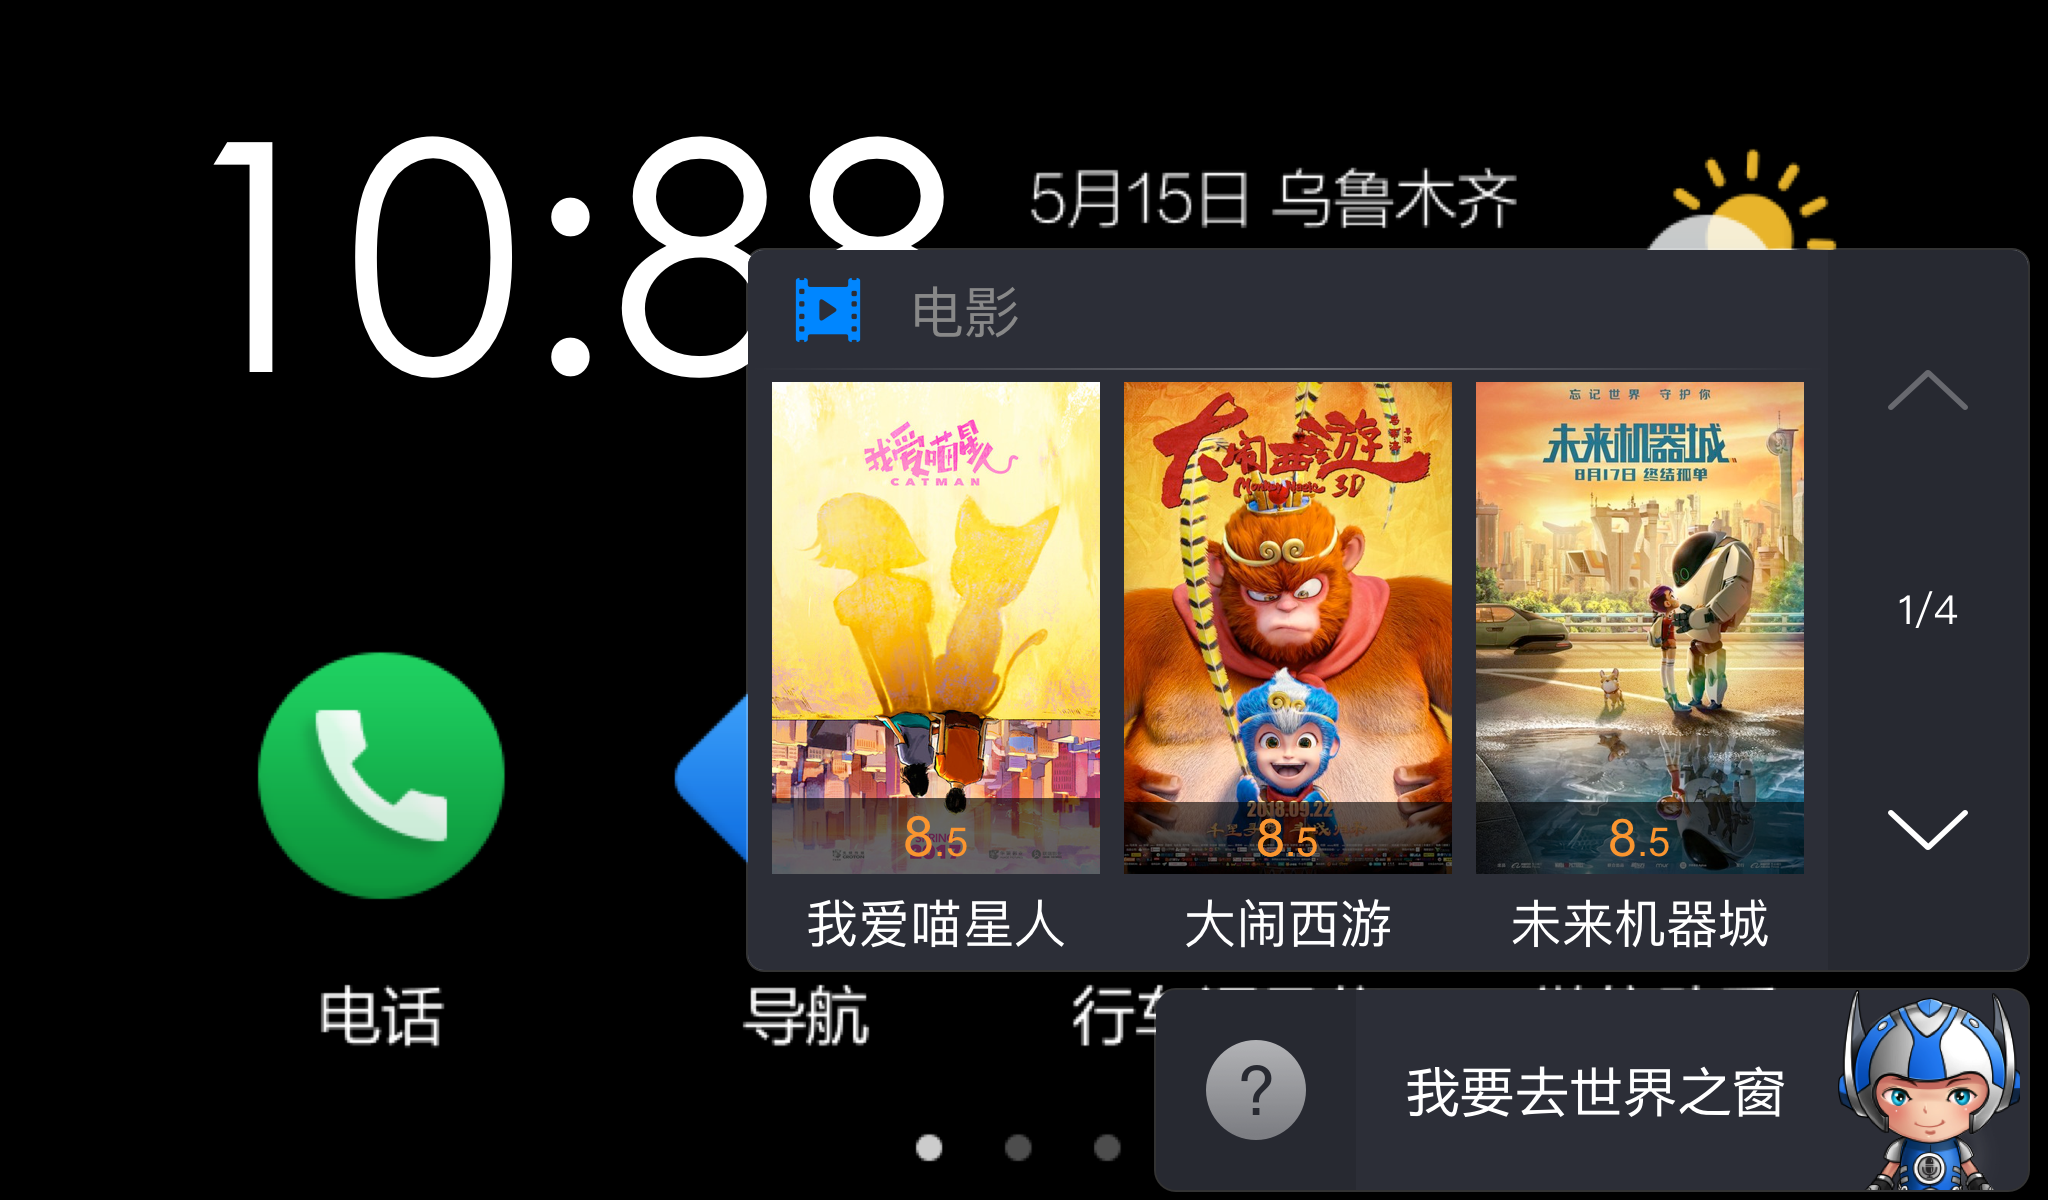 10:88
5月15日 乌鲁木齐
电影
我爱喵星人
CATMAN
大闹西游
Monkey Magic 3D
2018.09.22
忘记世界 守护你
未来机器城
8月17日 终结孤单
8.5
8.5
8.5
我爱喵星人
大闹西游
未来机器城
1/4
电话
导航
行车
?
我要去世界之窗